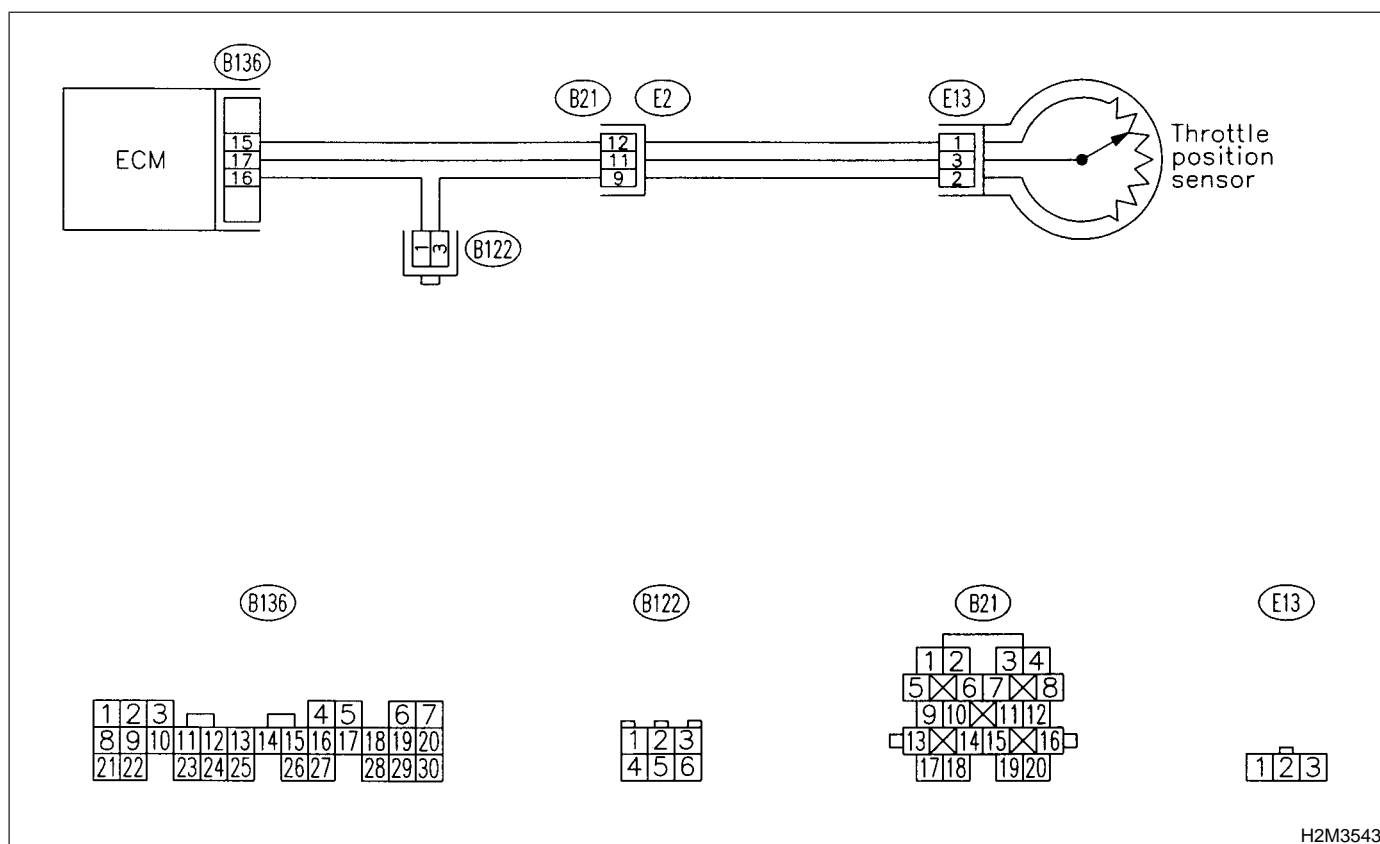 B136
B21 E2
E13
ECM
15
17
16
12
11
9
1
3
2
Throttle
position
sensor
1 3
B122
B136
B122
B21
E13
1 2 3 4 5 6 7
8 9 10 11 12 13 14 15 16 17 18 19 20
21 22 23 24 25 26 27 28 29 30
1 2 3
4 5 6
1 2 3 4
5 6 7 8
9 10 11 12
13 14 15 16
17 18 19 20
1 2 3
H2M3543